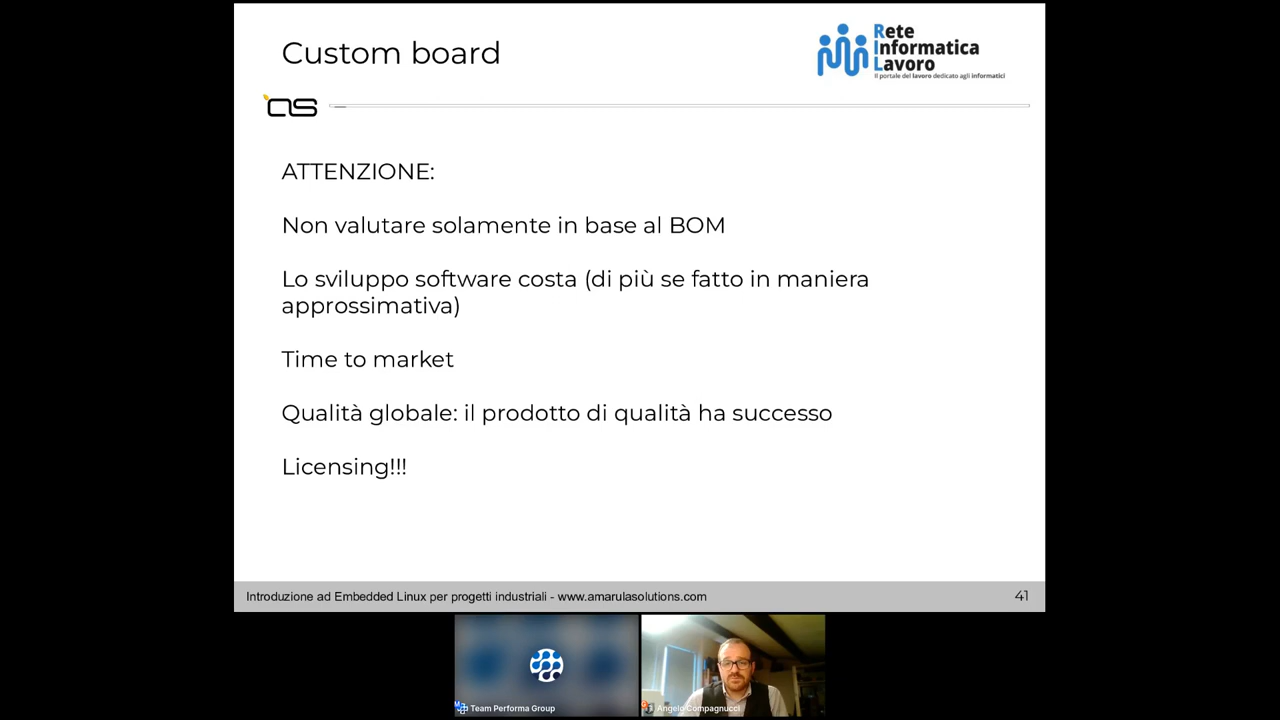 Custom board
Rete
Informatica
Lavoro
Il portale del lavoro dedicato agli informatici
ATTENZIONE:
Non valutare solamente in base al BOM
Lo sviluppo software costa (di più se fatto in maniera
approssimativa)
Time to market
Qualità globale: il prodotto di qualità ha successo
Licensing!!!
Introduzione ad Embedded Linux per progetti industriali - www.amarulasolutions.com
41
Team Performa Group
Angelo Compagnucci